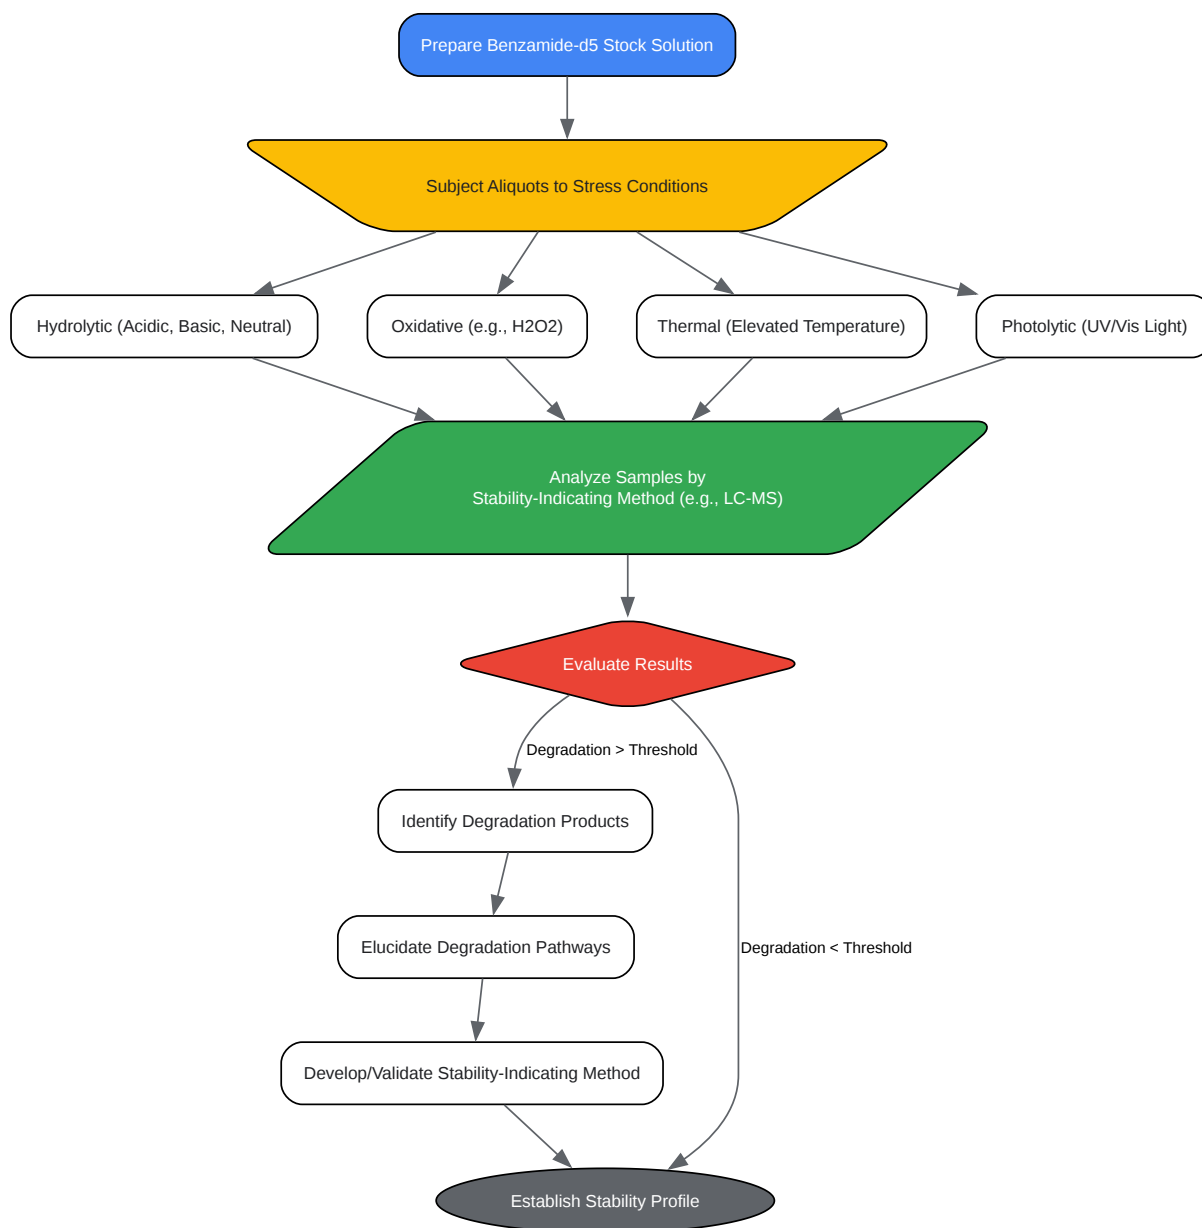 Prepare Benzamide-d5 Stock Solution
Subject Aliquots to Stress Conditions
Hydrolytic (Acidic, Basic, Neutral)
Oxidative (e.g., H2O2)
Thermal (Elevated Temperature)
Photolytic (UV/Vis Light)
Analyze Samples by
Stability-Indicating Method (e.g., LC-MS)
Evaluate Results
Degradation > Threshold
Identify Degradation Products
Elucidate Degradation Pathways
Degradation < Threshold
Develop/Validate Stability-Indicating Method
Establish Stability Profile